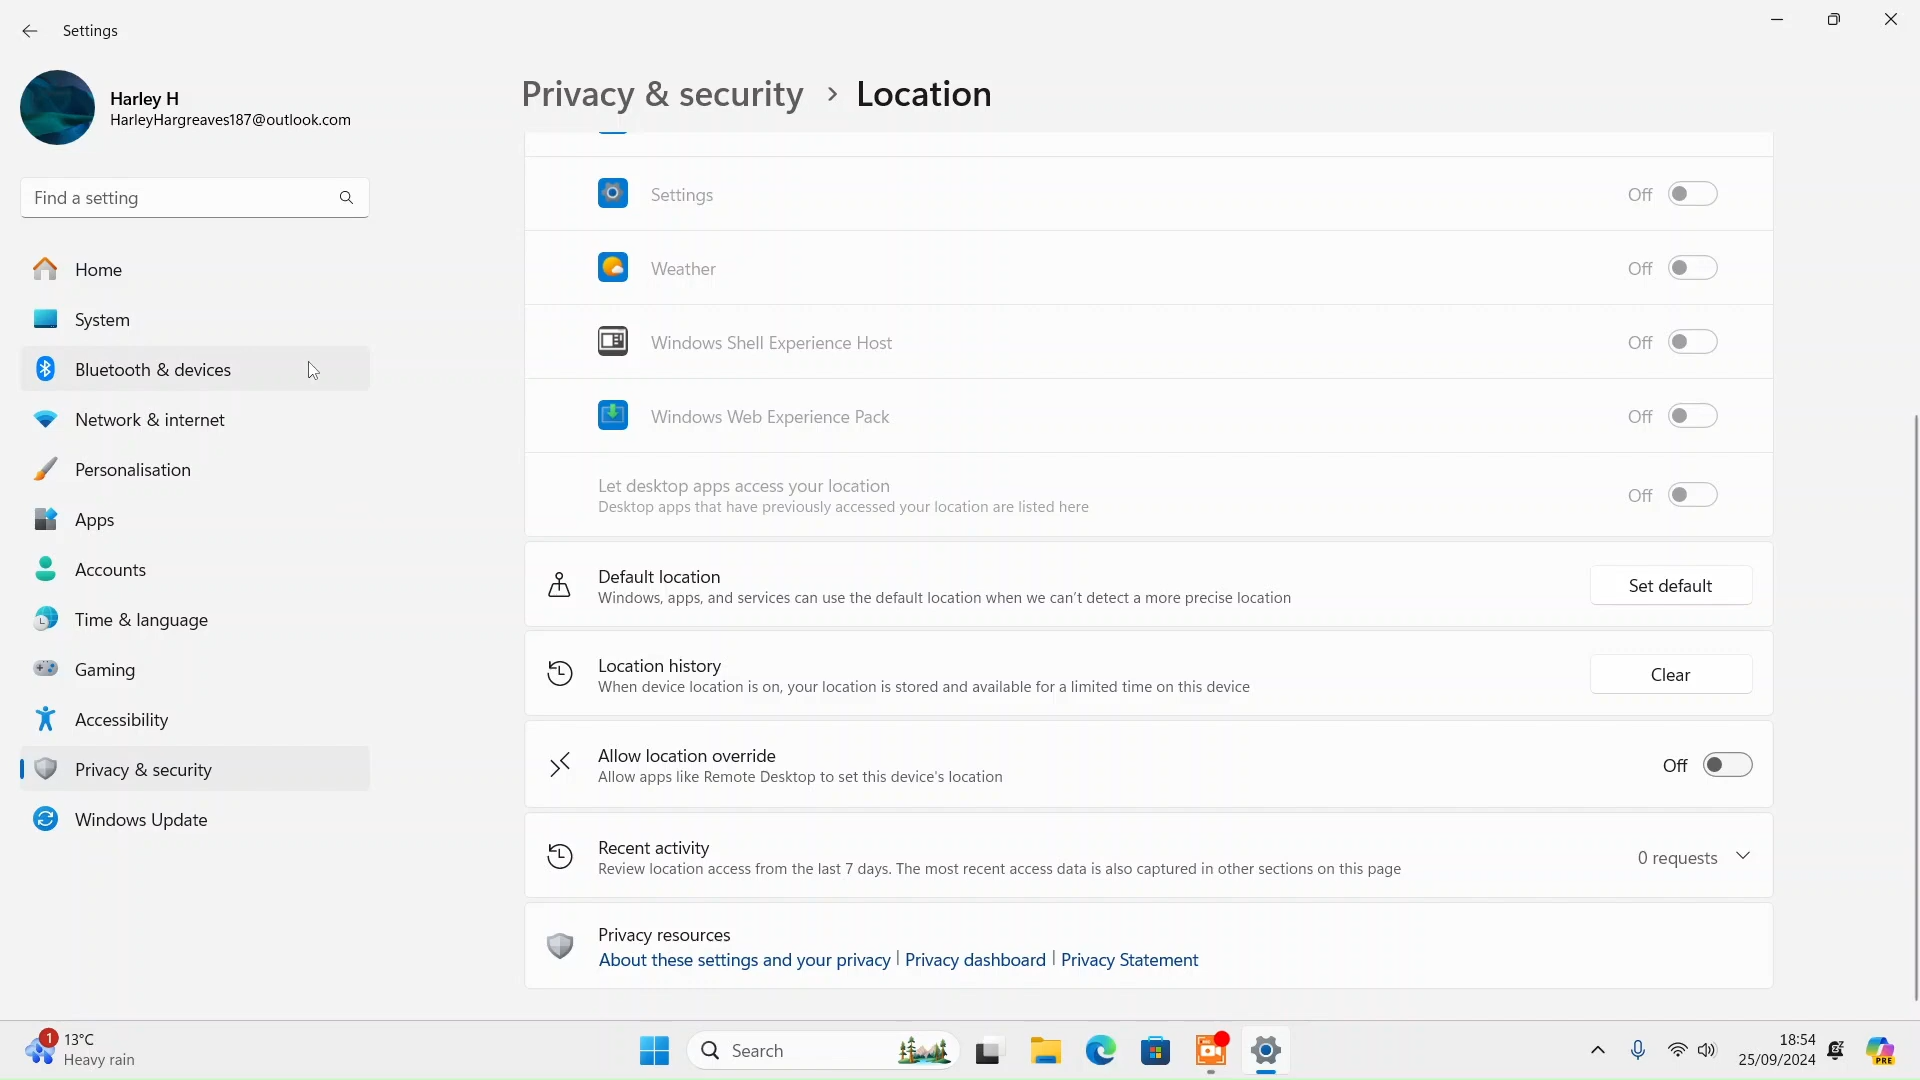 Settings
Harley H
HarleyHargreaves187@outlook.com
Find a setting
Home
System
Bluetooth & devices
Network & internet
Personalisation
Apps
Accounts
Time & language
Gaming
Accessibility
Privacy & security
Windows Update
Privacy & security > Location
Settings Off
Weather Off
Windows Shell Experience Host Off
Windows Web Experience Pack Off
Let desktop apps access your location Off
Desktop apps that have previously accessed your location are listed here
Default location
Windows, apps, and services can use the default location when we can't detect a more precise location
Set default
Location history
When device location is on, your location is stored and available for a limited time on this device
Clear
Allow location override
Allow apps like Remote Desktop to set this device's location
Off
Recent activity
Review location access from the last 7 days. The most recent access data is also captured in other sections on this page
0 requests
Privacy resources
About these settings and your privacy | Privacy dashboard | Privacy Statement
1
13°C
Heavy rain
Search
18:54
25/09/2024
PRE